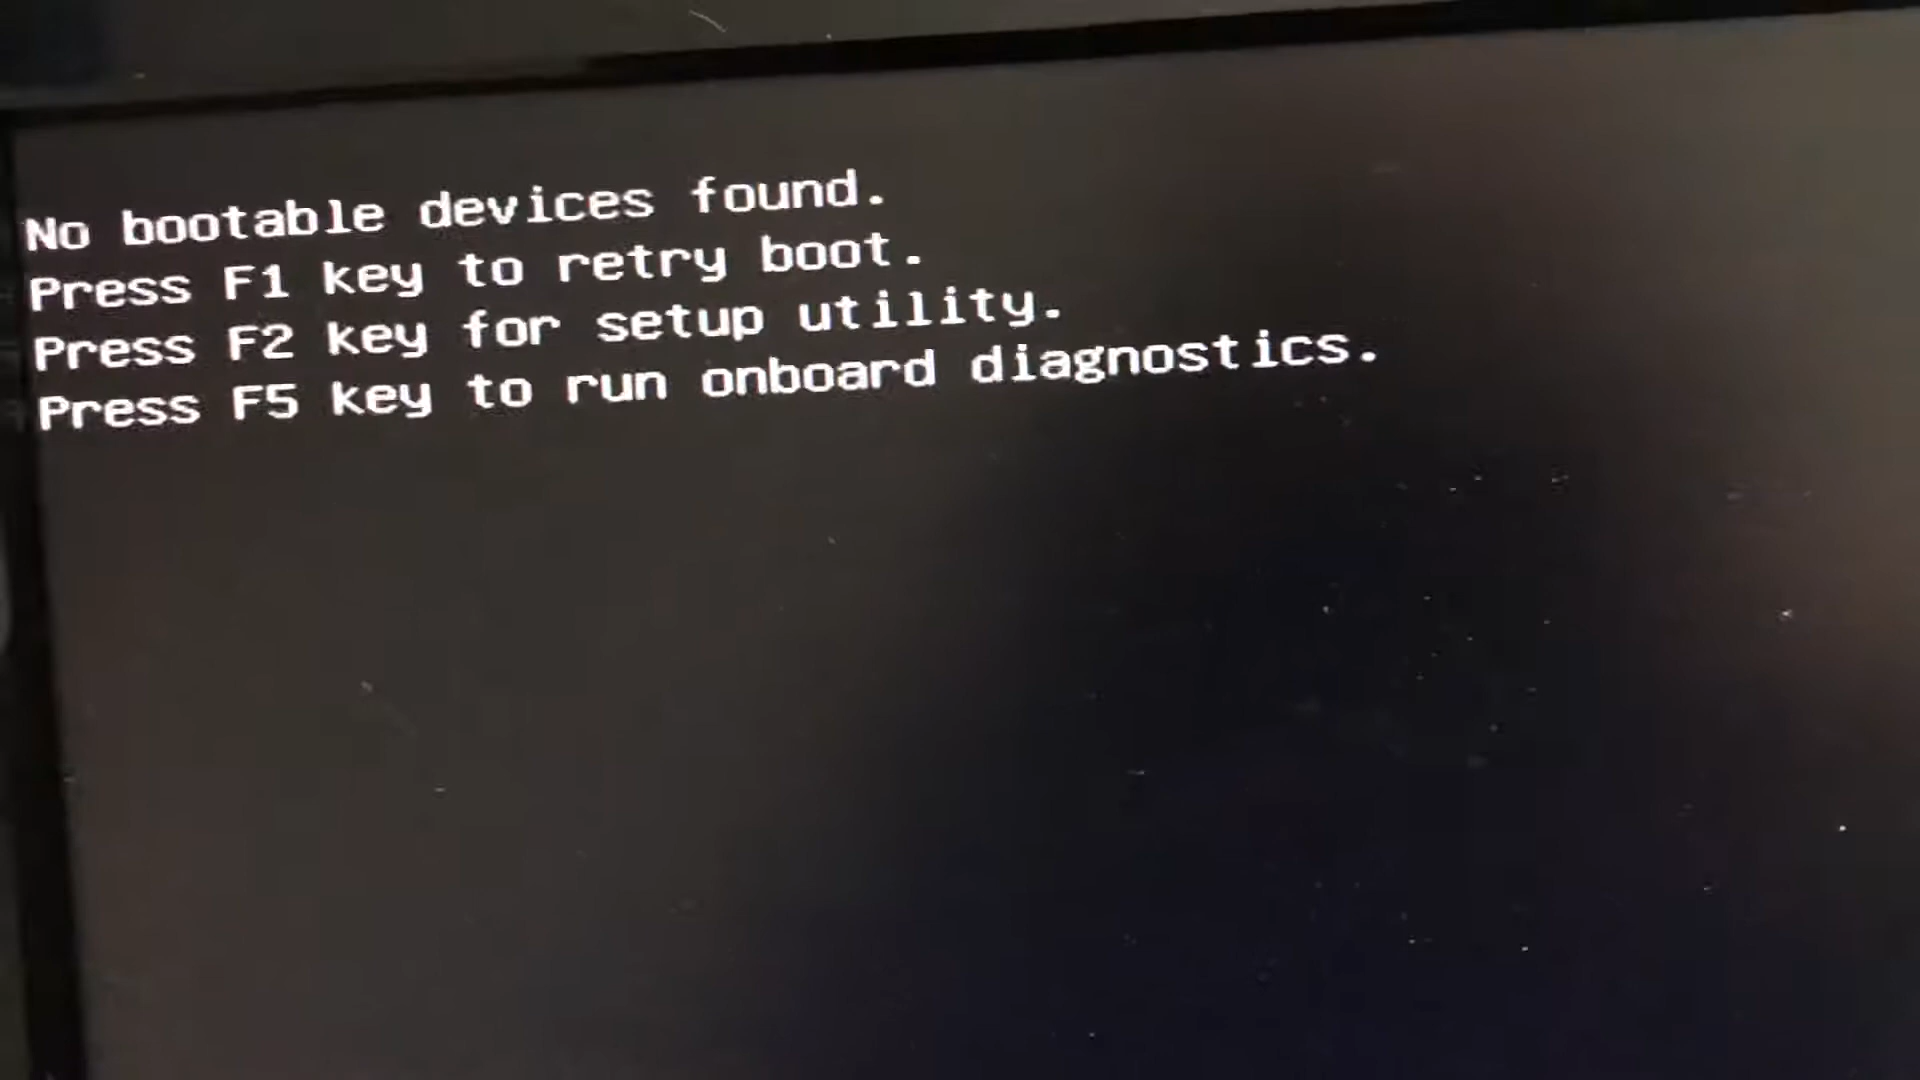 No bootable devices found.
Press F1 key to retry boot.
Press F2 key for setup utility.
Press F5 key to run onboard diagnostics.